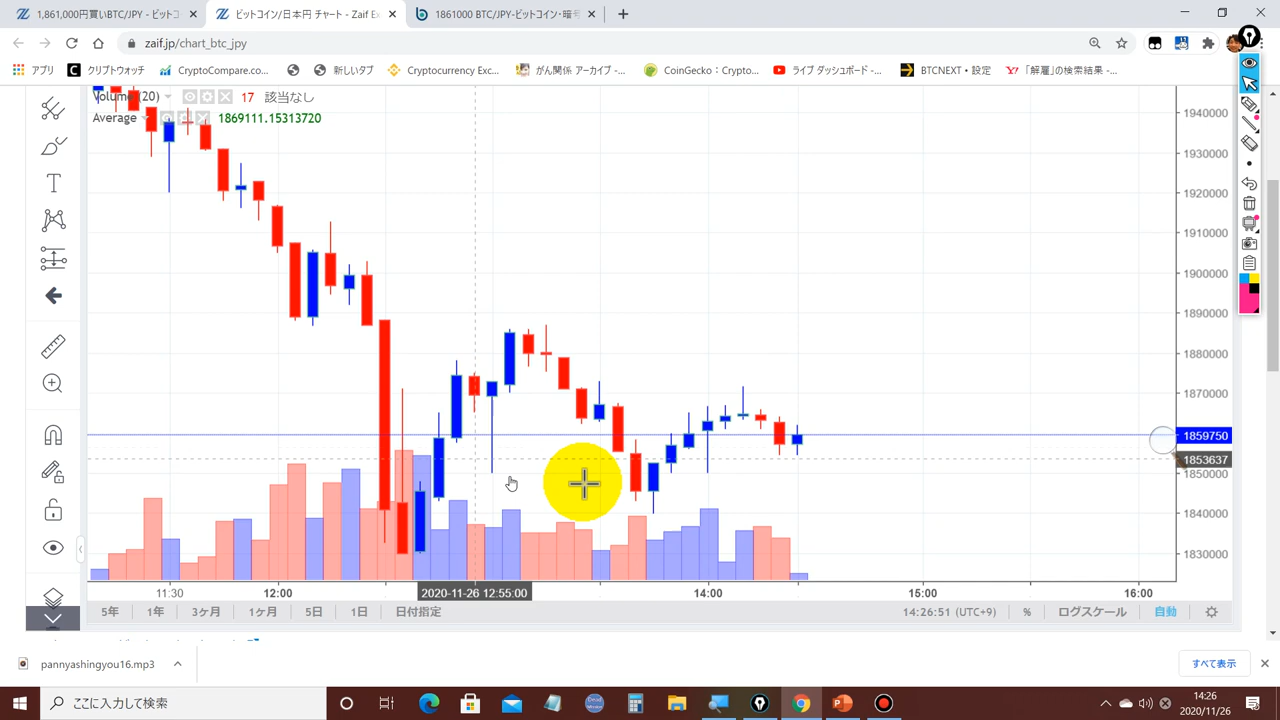 1,861,000円買いBTC/JPY - ビットコ
ビットコイン/日本円 チャート - Zaif Ex
1861000 BTC/JPY-ビットコイン・暗号
zaif.jp/chart_btc_jpy
アプリ
クリプトウォッチ
CryptoCompare.co...
新しいタブ
Cryptocurrency Exc...
がん関係 アーカイブ - ...
CoinGecko : Cryptoc...
ライブ ダッシュボード - ...
BTCNEXT・設定
「解雇」の検索結果 - ...
Volume (20) 17 該当なし
Average 1869111.15313720
1940000
1930000
1920000
1910000
1900000
1890000
1880000
1870000
1859750
1853637
1850000
1840000
1830000
11:30
12:00
2020-11-26 12:55:00
14:00
15:00
16:00
5年
1年
3ヶ月
1ヶ月
5日
1日
日付指定
14:26:51 (UTC+9)
%
ログスケール
自動
pannyashingyou16.mp3
すべて表示
ここに入力して検索
14:26
2020/11/26